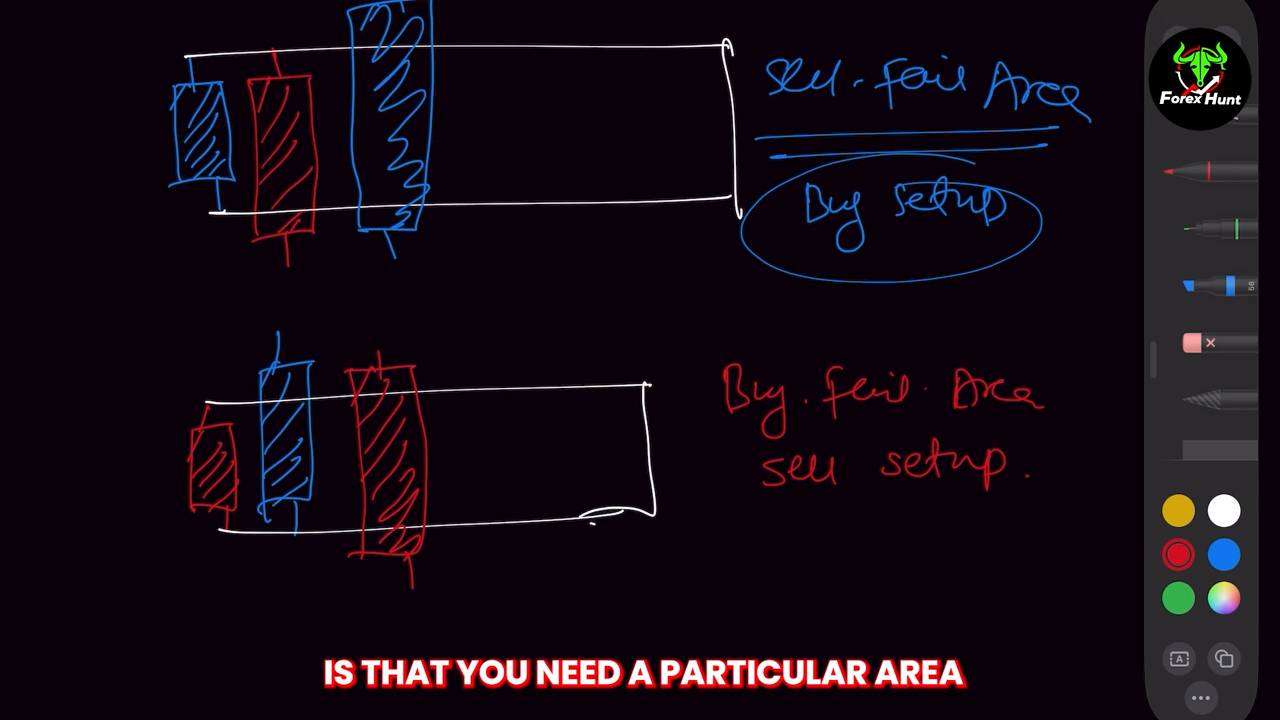 Sell. Fail Area
Buy Setup
Buy. Fail. Area
sell setup.
Forex Hunt
IS THAT YOU NEED A PARTICULAR AREA